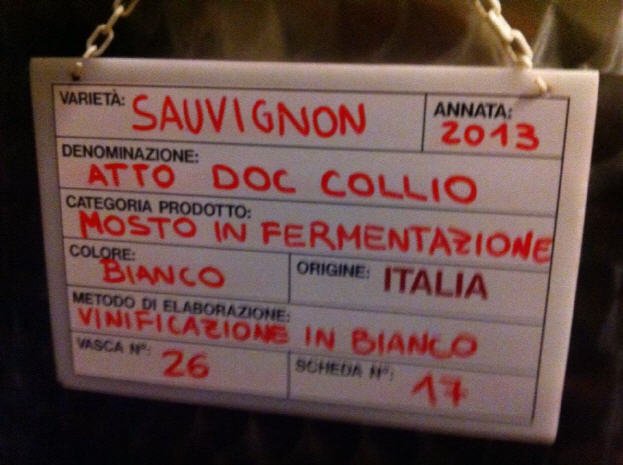 VARIETÀ: SAUVIGNON
ANNATA: 2013
DENOMINAZIONE:
ATTO DOC COLLIO
CATEGORIA PRODOTTO:
MOSTO IN FERMENTAZIONE
COLORE:
BIANCO
ORIGINE: ITALIA
METODO DI ELABORAZIONE:
VINIFICAZIONE IN BIANCO
VASCA N°: 26
SCHEDA N°: 17